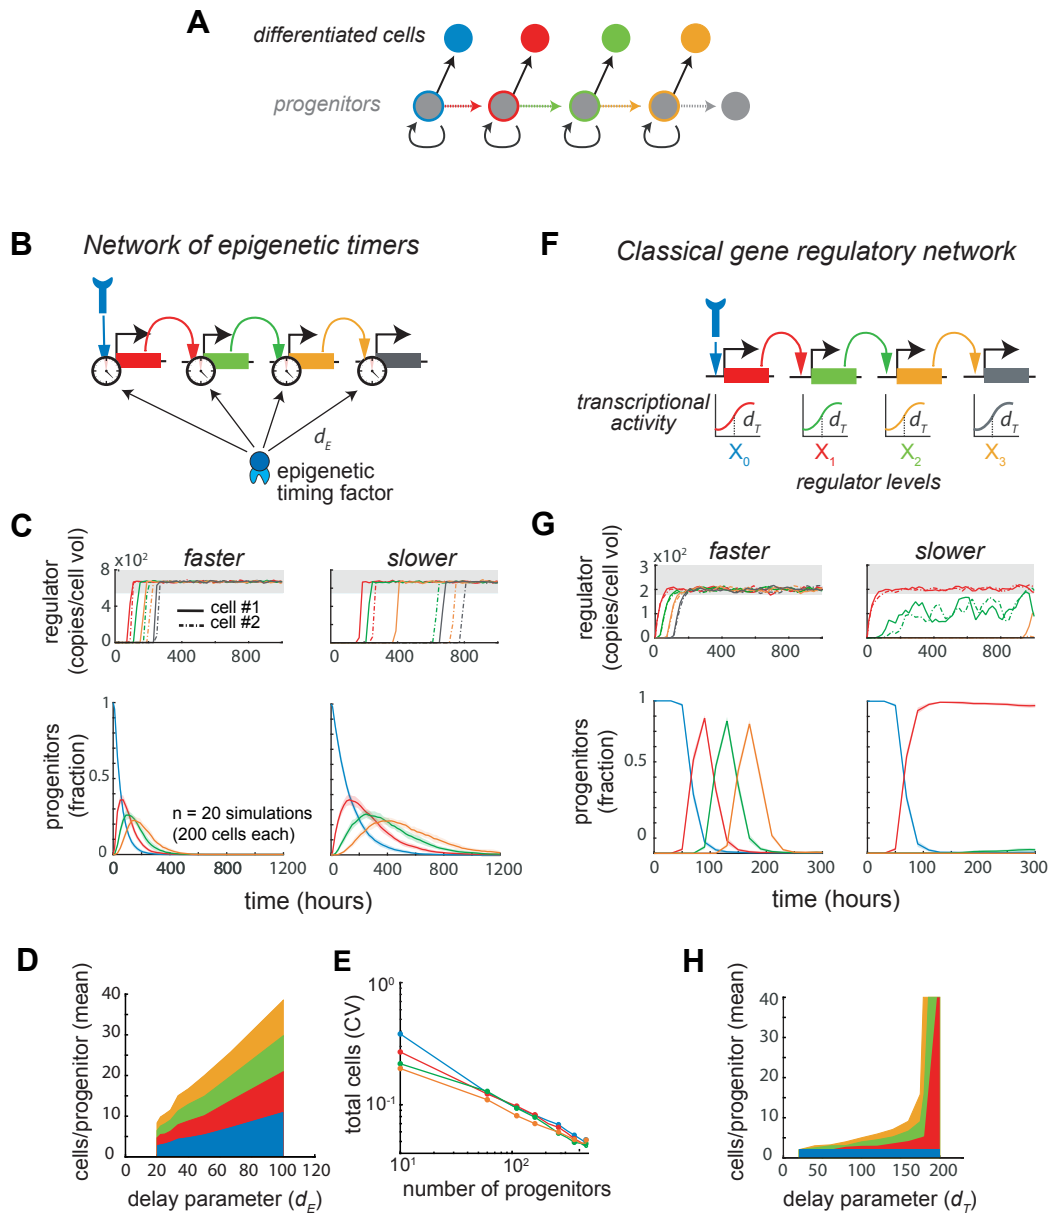 A
differentiated cells
progenitors
B
Network of epigenetic timers
d_E
epigenetic
timing factor
F
Classical gene regulatory network
transcriptional
activity
d_T
d_T
d_T
d_T
X_0
X_1
X_2
X_3
regulator levels
C
regulator
(copies/cell vol)
x10^2
faster
slower
8
4
0
cell #1
cell #2
0
400
800
400
800
progenitors
(fraction)
1
0.5
0
n = 20 simulations
(200 cells each)
0
400
800
1200
0
400
800
1200
time (hours)
G
regulator
(copies/cell vol)
x10^2
faster
slower
3
2
1
0
0
400
800
0
400
800
progenitors
(fraction)
1
0.5
0
0
100
200
300
0
100
200
300
time (hours)
D
cells/progenitor (mean)
40
30
20
10
0
0
20
40
60
80
100
120
delay parameter (d_E)
E
total cells (CV)
10^0
10^-1
10^1
10^2
number of progenitors
H
cells/progenitor (mean)
40
30
20
10
0
50
100
150
200
delay parameter (d_T)